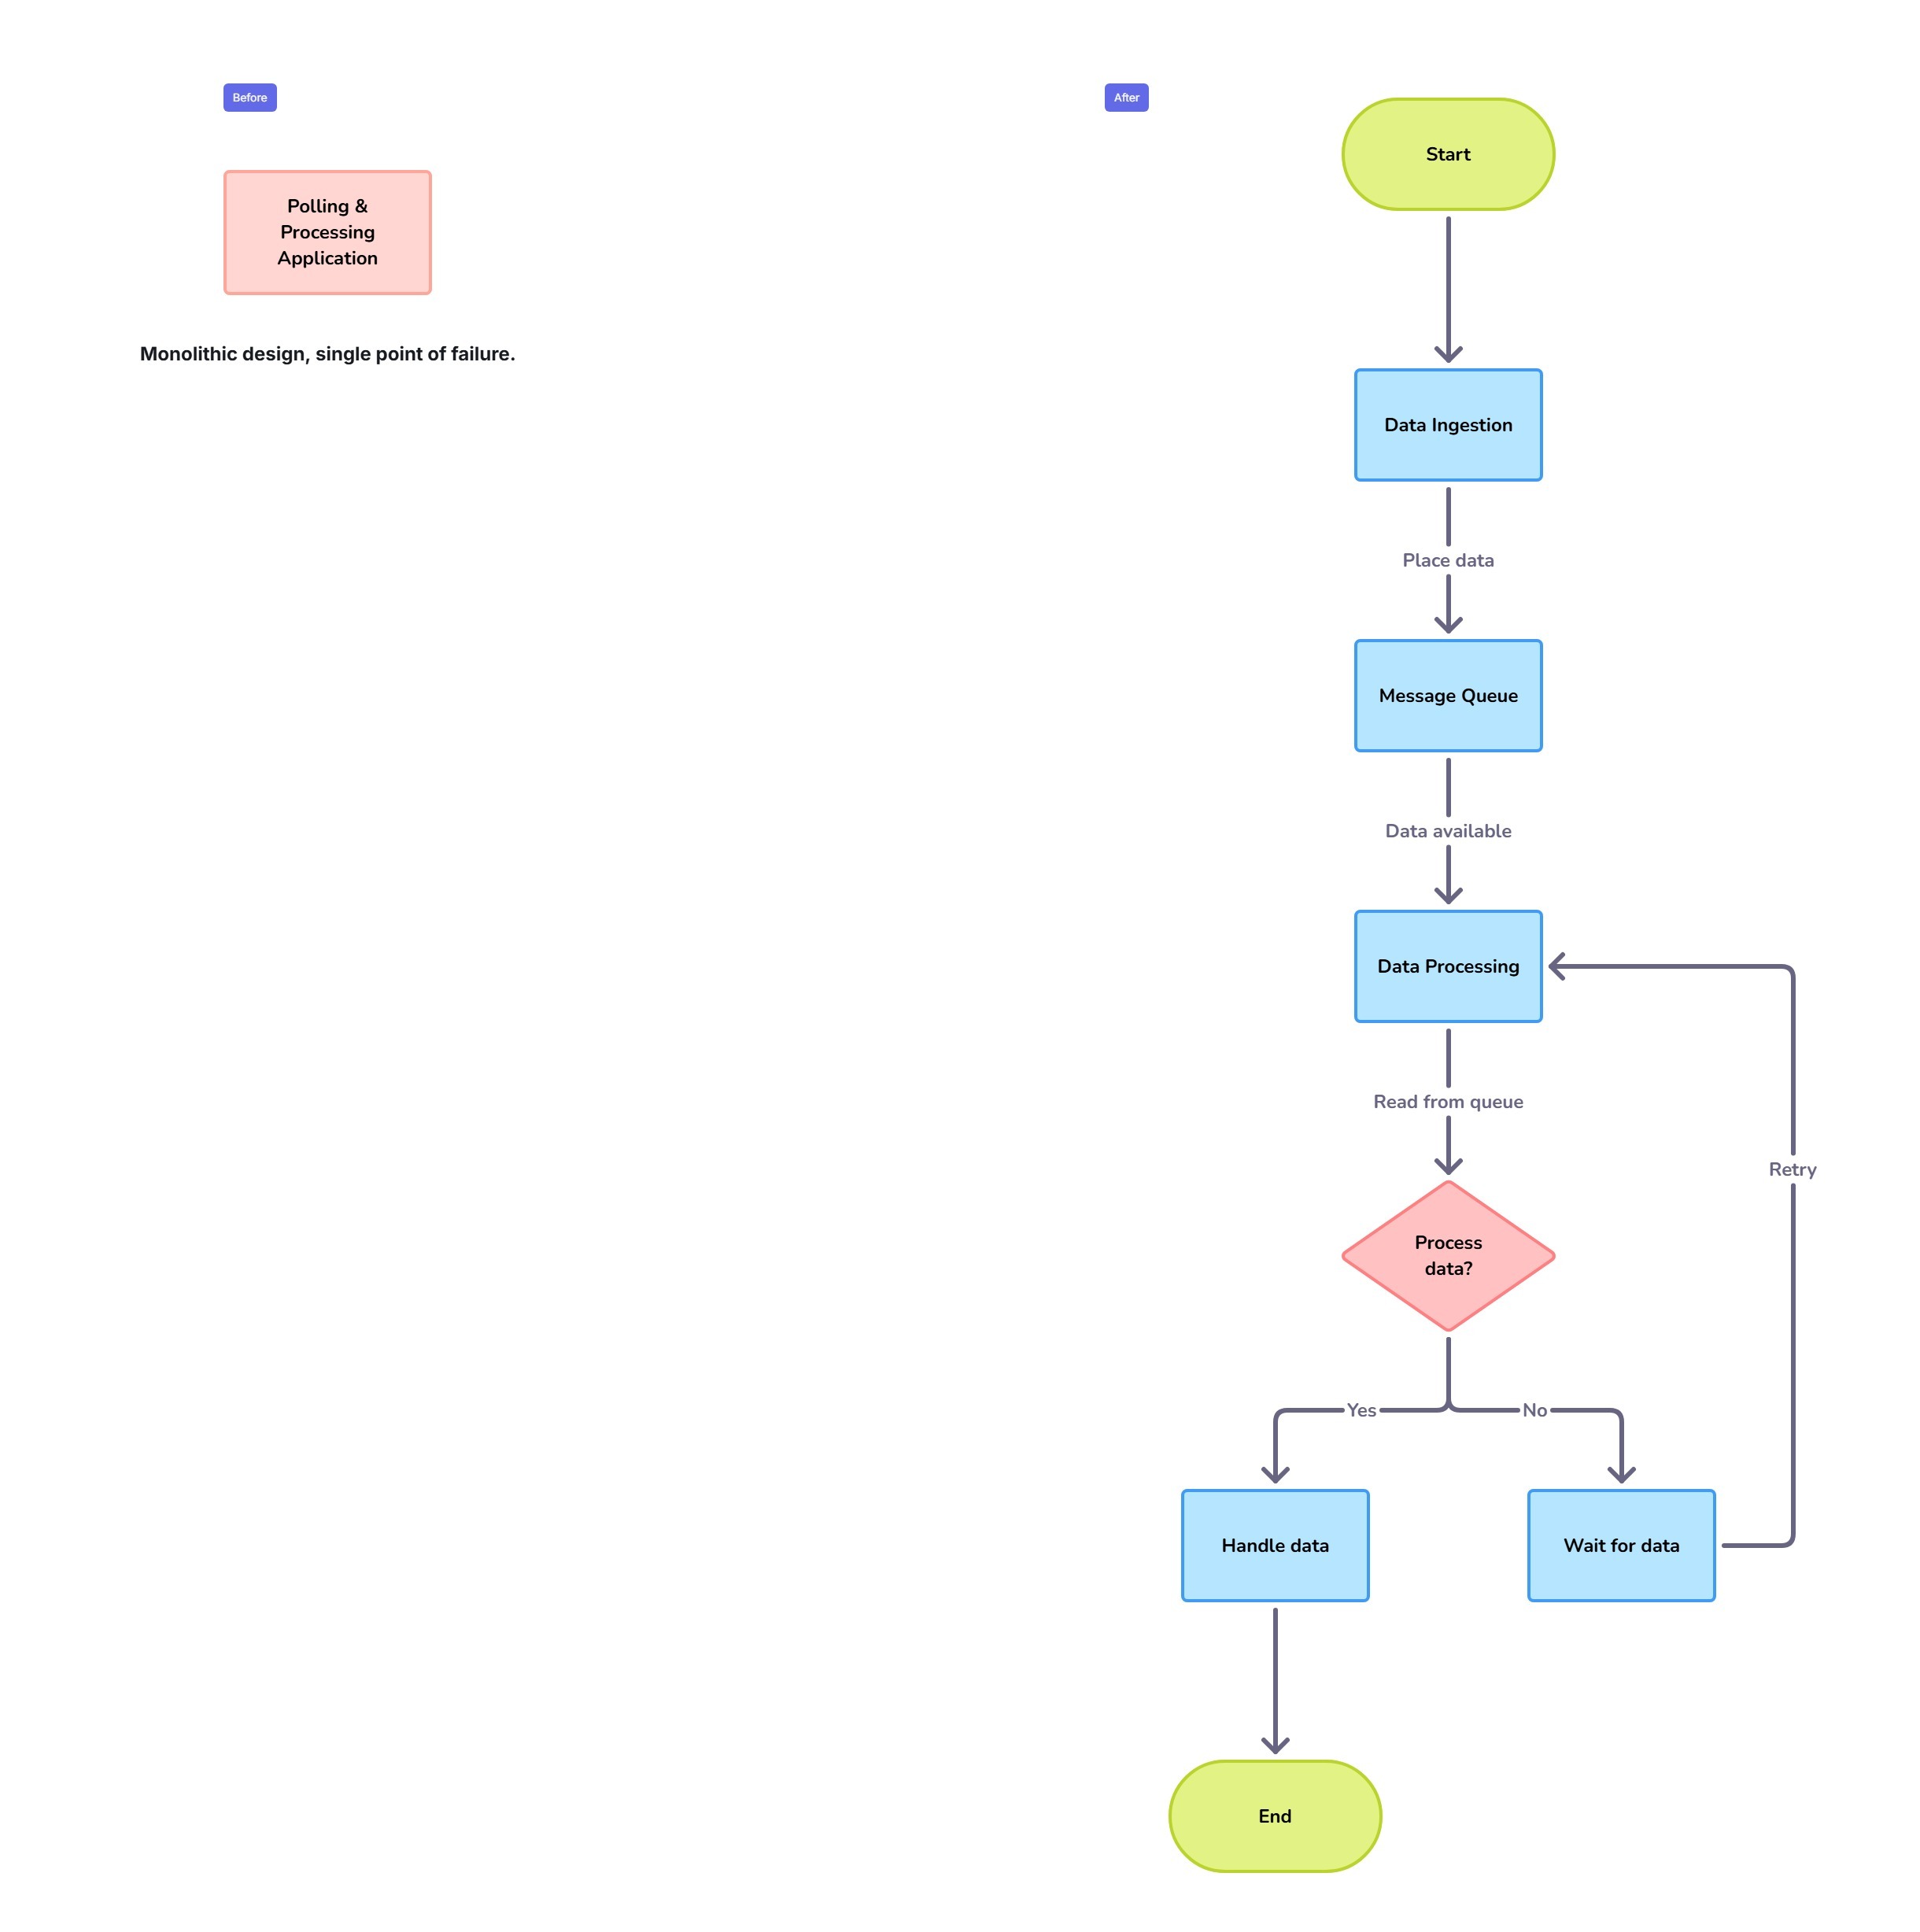 Before
Polling &
Processing
Application
Monolithic design, single point of failure.
After
Start
Data Ingestion
Place data
Message Queue
Data available
Data Processing
Read from queue
Retry
Process
data?
Yes
No
Handle data
Wait for data
End